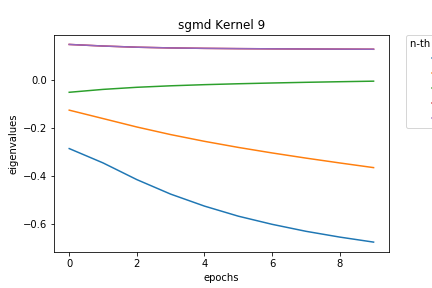 sgmd Kernel 9
n-th
0.0
−0.2
−0.4
−0.6
eigenvalues
0 2 4 6 8
epochs